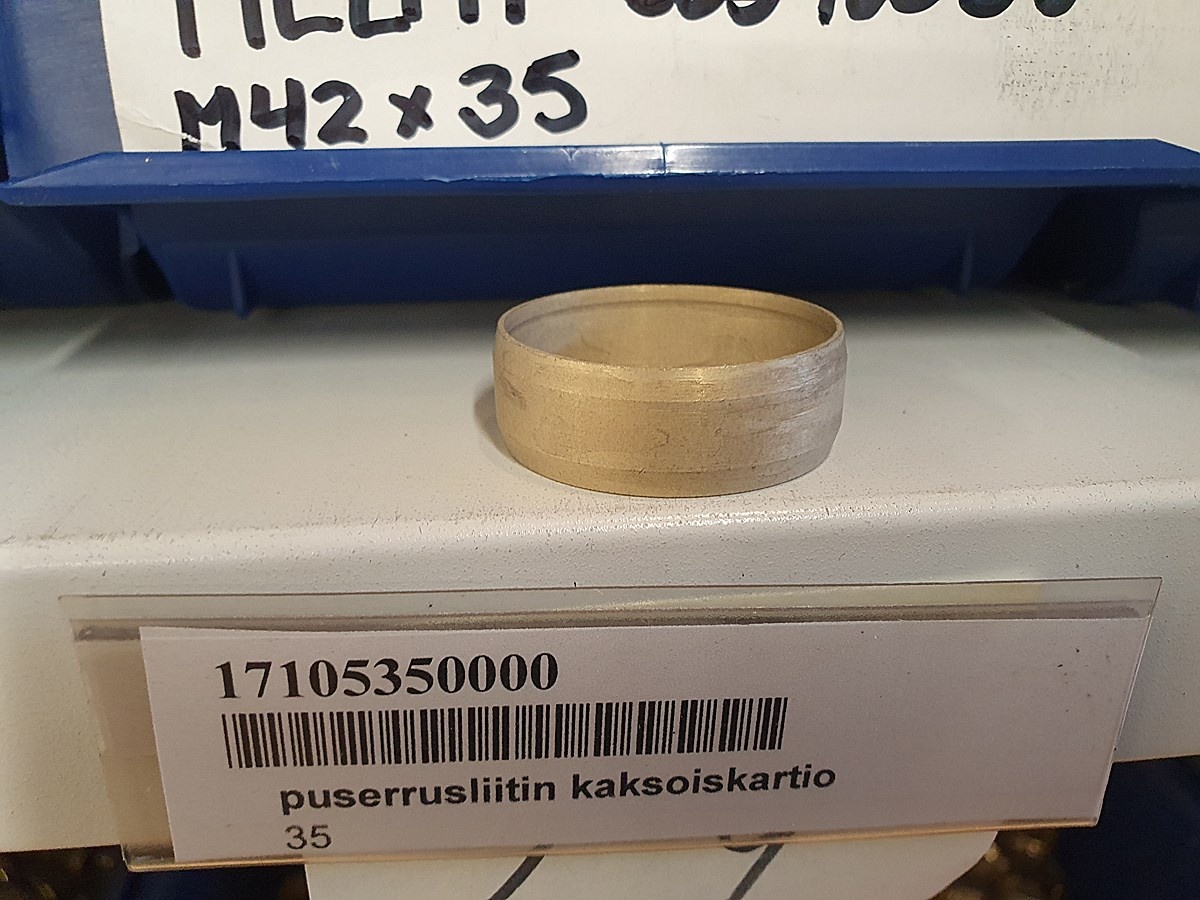 M42 x 35
17105350000
puserrusliitin kaksoiskartio
35